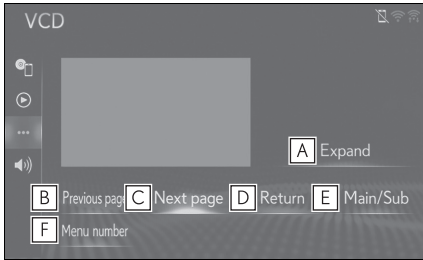 VCD
A Expand
B Previous page C Next page D Return E Main/Sub
F Menu number